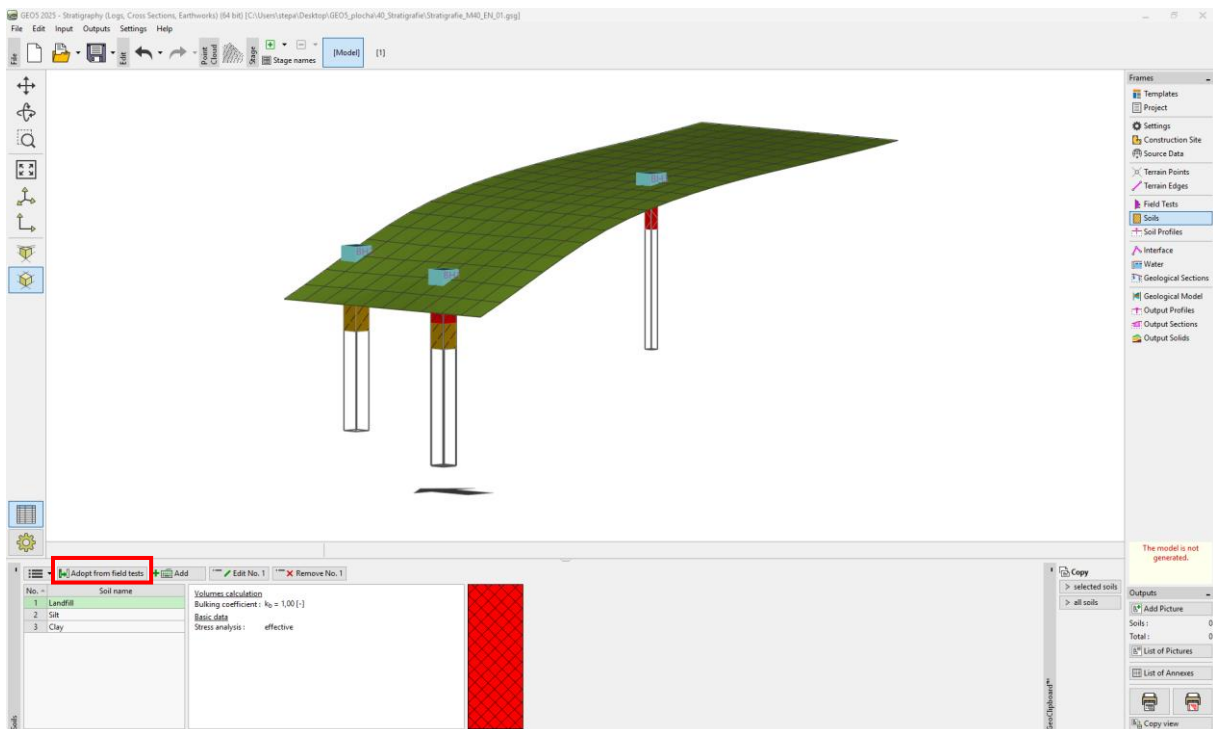 GEO5 2025 - Stratigraphy (Logs, Cross Sections, Earthworks) (64 bit) [C:\Users\stepa\Desktop\GEO5_plocha\40_Stratigrafie\Stratigrafie_M40_EN_01.gsg]
File Edit Input Outputs Settings Help
File
Edit
Point Cloud
Stage
Stage names
[Model] [1]
Frames
Templates
Project
Settings
Construction Site
Source Data
Terrain Points
Terrain Edges
Field Tests
Soils
Soil Profiles
Interface
Water
Geological Sections
Geological Model
Output Profiles
Output Sections
Output Solids
The model is not
generated.
Adopt from field tests Add Edit No. 1 Remove No. 1
No. Soil name
1 Landfill
2 Silt
3 Clay
Volumes calculation
Bulking coefficient : kb = 1,00 [-]
Basic data
Stress analysis : effective
Soils
Copy
> selected soils
> all soils
GeoClipboard™
Outputs
Add Picture
Soils : 0
Total : 0
List of Pictures
List of Annexes
Copy view